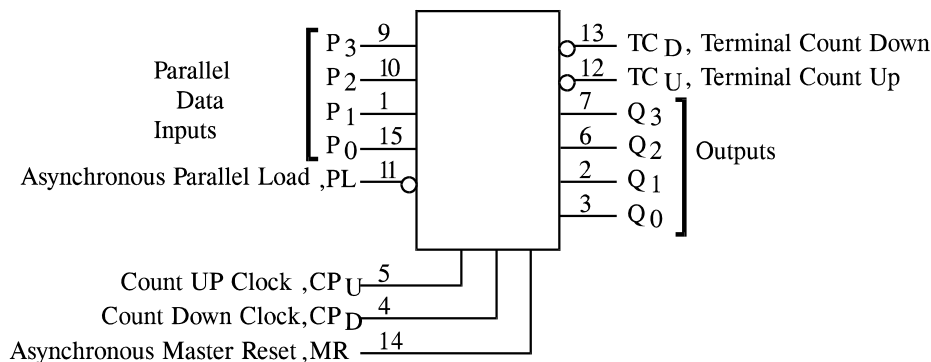 P3 9
P2 10
P1 1
P0 15
Parallel
Data
Inputs
Asynchronous Parallel Load ,PL 11
13 TC D, Terminal Count Down
12 TC U, Terminal Count Up
7 Q3
6 Q2
2 Q1
3 Q0
Outputs
Count UP Clock ,CPU 5
Count Down Clock,CPD 4
Asynchronous Master Reset ,MR 14